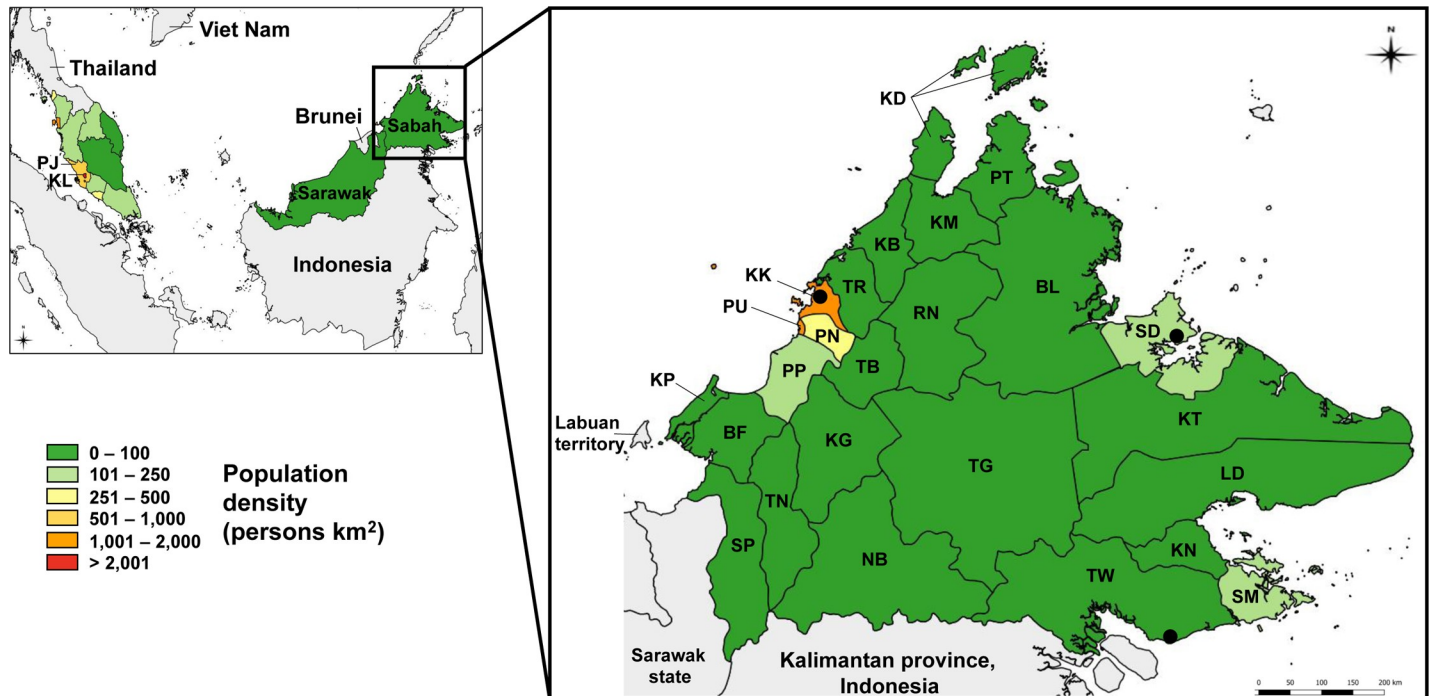 Viet Nam
Thailand
Brunei
Sabah
PJ
KL
Sarawak
Indonesia
N
0 – 100
101 – 250
251 – 500
501 – 1,000
1,001 – 2,000
> 2,001
Population
density
(persons km²)
N
KD
PT
KM
KB
KK
TR
BL
PU
RN
SD
PN
TB
PP
KP
KT
Labuan
territory
BF
KG
TG
LD
TN
SP
NB
KN
TW
SM
Sarawak
state
Kalimantan province,
Indonesia
0 50 100 150 200 km